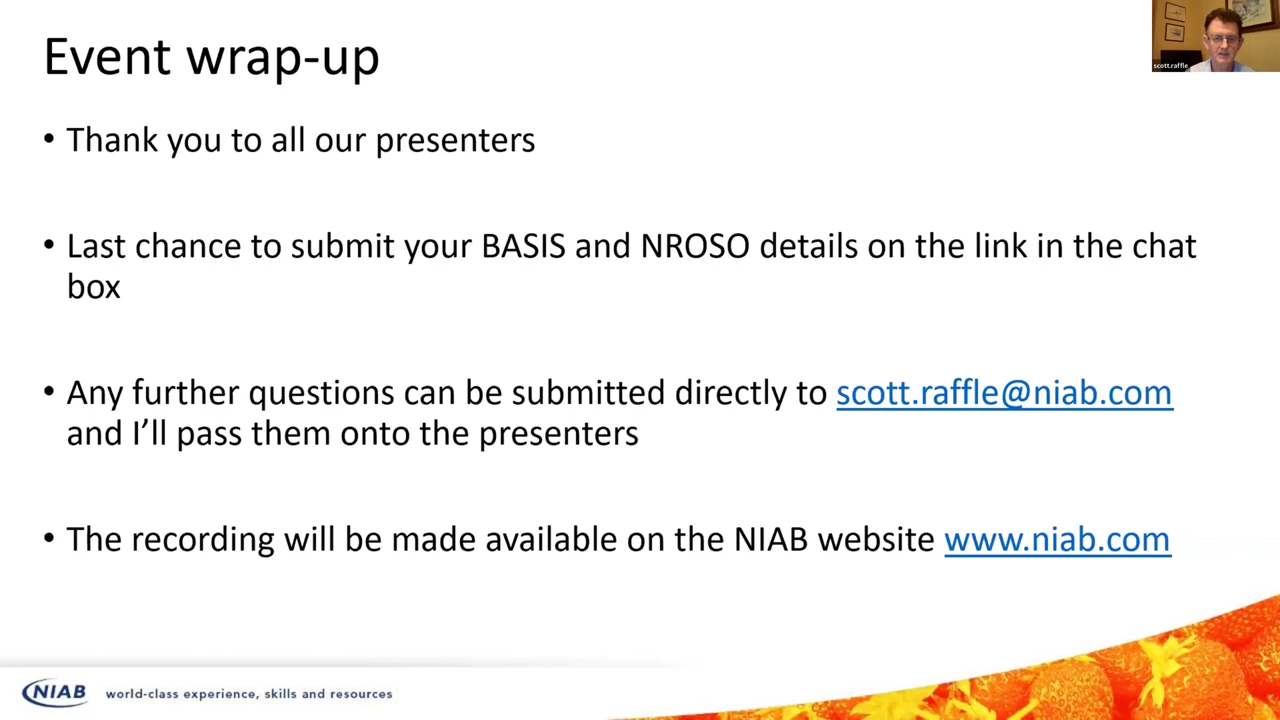 Event wrap-up
scott.raffle
• Thank you to all our presenters
• Last chance to submit your BASIS and NROSO details on the link in the chat
box
• Any further questions can be submitted directly to scott.raffle@niab.com
and I’ll pass them onto the presenters
• The recording will be made available on the NIAB website www.niab.com
NIAB world-class experience, skills and resources